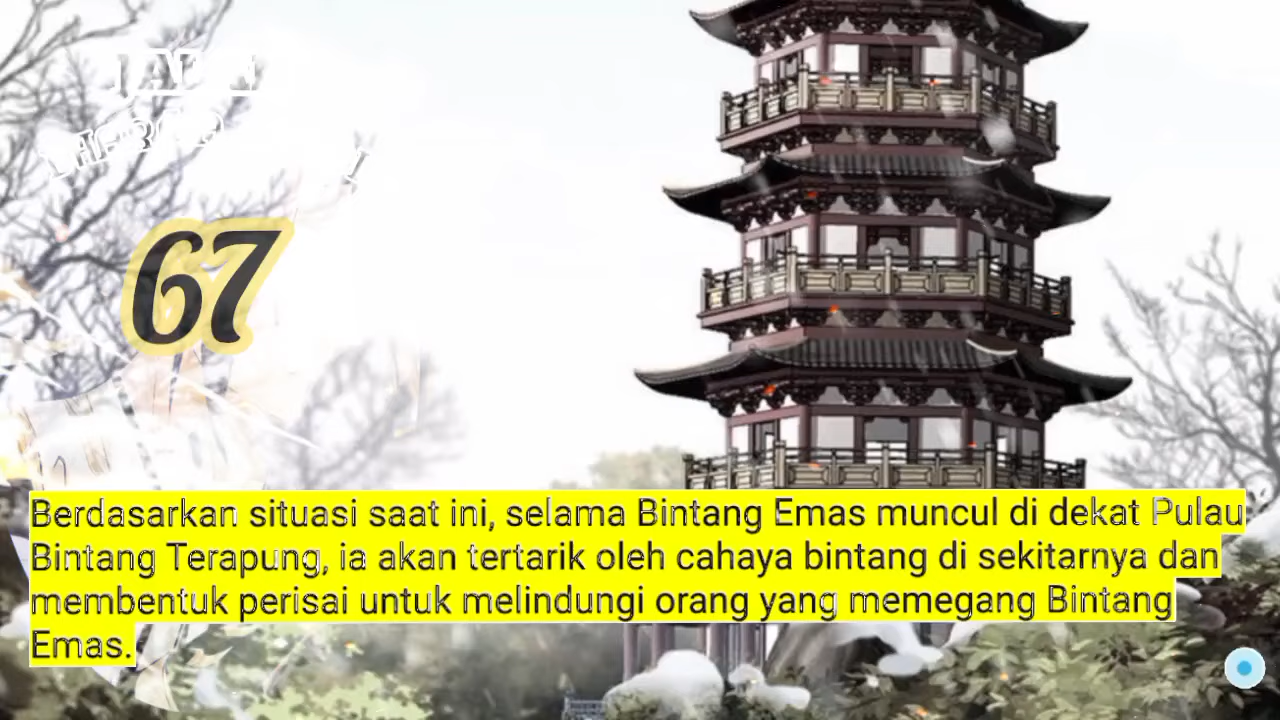 67
Berdasarkan situasi saat ini, selama Bintang Emas muncul di dekat Pulau
Bintang Terapung, ia akan tertarik oleh cahaya bintang di sekitarnya dan
membentuk perisai untuk melindungi orang yang memegang Bintang
Emas.